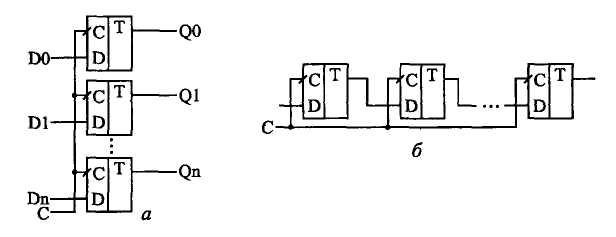 C T Q0
D0 D
C T Q1
D1 D
C T Qn
Dn D
C а
C T C T C T
D D ... D
C
б